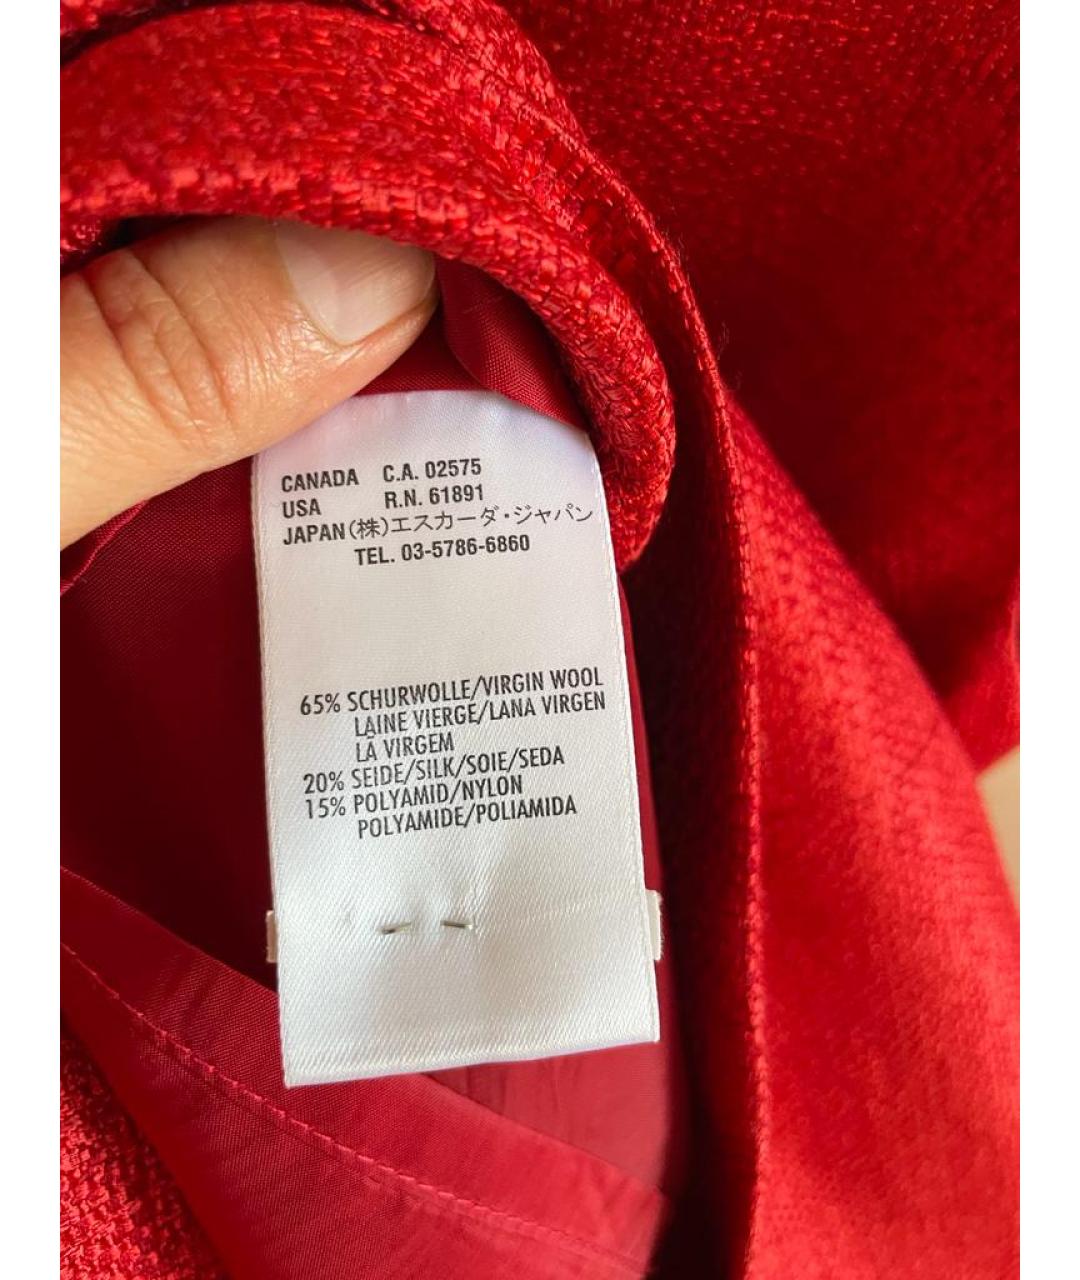 CANADA C.A. 02575
USA R.N. 61891
JAPAN(株)エスカーダ・ジャパン
TEL. 03-5786-6860
65% SCHURWOLLE/VIRGIN WOOL
LAINE VIERGE/LANA VIRGEN
LÃ VIRGEM
20% SEIDE/SILK/SOIE/SEDA
15% POLYAMID/NYLON
POLYAMIDE/POLIAMIDA